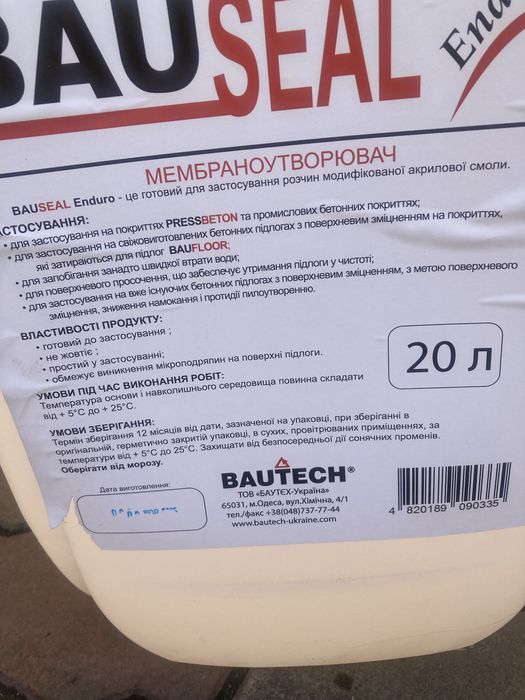 BAUSEAL
Endu
МЕМБРАНОУТВОРЮВАЧ
BAUSEAL Enduro - це готовий для застосування розчин модифікованої акрилової смоли.
АСТОСУВАННЯ:
• для застосування на покриттях PRESSBETON та промислових бетонних покриттях;
• для застосування на свіжовиготовлених бетонних підлогах з поверхневим зміцненням на покриттях,
які затираються для підлог BAUFLOOR;
• для запобігання занадто швидкої втрати води;
• для поверхневого просочення, що забезпечує утримання підлоги у чистоті;
• для застосування на вже існуючих бетонних підлогах з поверхневим зміцненням, з метою поверхневого
зміцнення, зниження намокання і протидії пилоутворенню.
ВЛАСТИВОСТІ ПРОДУКТУ:
• готовий до застосування ;
• не жовтіє ;
• простий у застосуванні;
• обмежує виникнення мікроподряпин на поверхні підлоги.
20 л
УМОВИ ПІД ЧАС ВИКОНАННЯ РОБІТ:
Температура основи і навколишнього середовища повинна складати
від + 5°С до + 25°С.
УМОВИ ЗБЕРІГАННЯ:
Термін зберігання 12 місяців від дати, зазначеної на упаковці, при зберіганні в
оригінальній, герметично закритій упаковці, в сухих, провітрюваних приміщеннях, за
температури від + 5°С до 25°С. Захищати від безпосередньої дії сонячних променів.
Оберігати від морозу.
Дата виготовлення:
BAUTECH®
ТОВ «БАУТЕХ-Україна»
65031, м.Одеса, вул.Хімічна, 4/1
тел./факс +38(048)737-77-44
www.bautech-ukraine.com
4 820189 090335